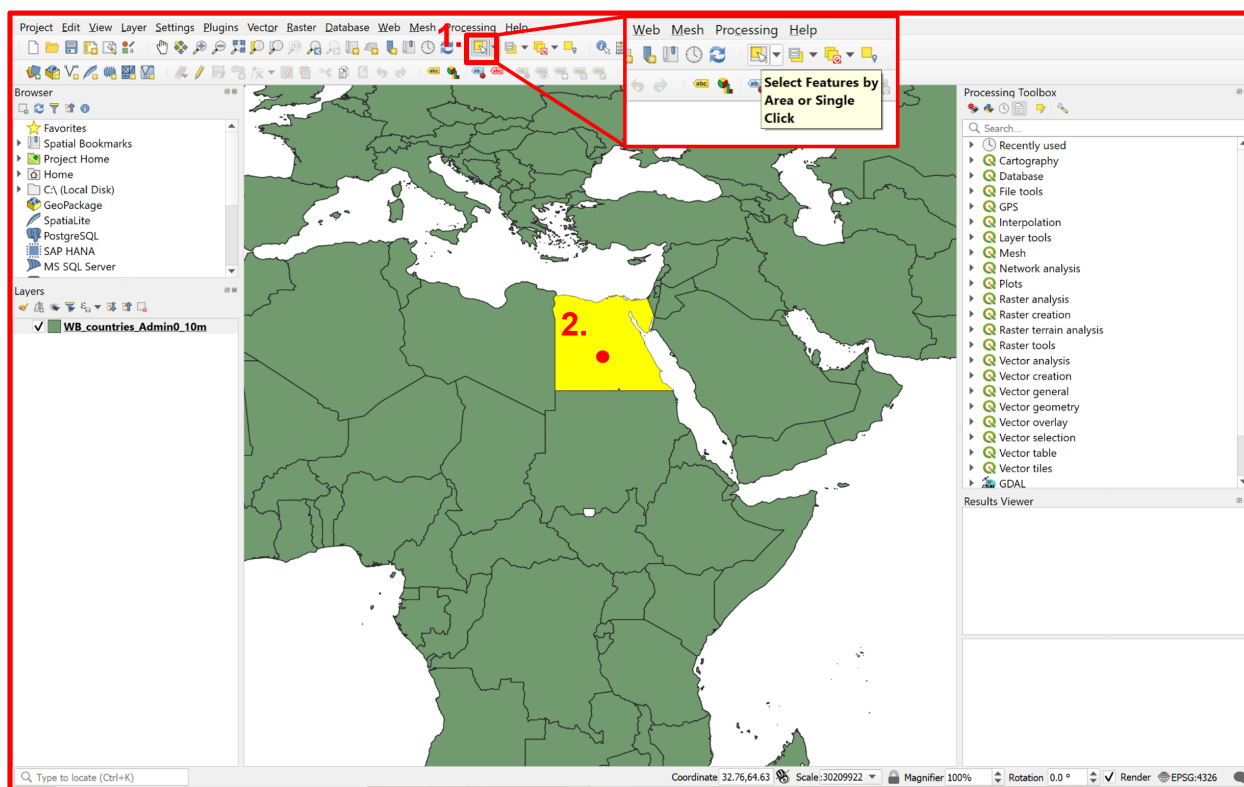 Project Edit View Layer Settings Plugins Vector Raster Database Web Mesh Processing Help
1.
Web Mesh Processing Help
abc
Select Features by
Area or Single
Click
Browser
Favorites
Spatial Bookmarks
Project Home
Home
C:\ (Local Disk)
GeoPackage
SpatiaLite
PostgreSQL
SAP HANA
MS SQL Server
Layers
WB_countries_Admin0_10m
2.
Processing Toolbox
Search...
Recently used
Cartography
Database
File tools
GPS
Interpolation
Layer tools
Mesh
Network analysis
Plots
Raster analysis
Raster creation
Raster terrain analysis
Raster tools
Vector analysis
Vector creation
Vector general
Vector geometry
Vector overlay
Vector selection
Vector table
Vector tiles
GDAL
Results Viewer
Type to locate (Ctrl+K)
Coordinate 32.76,64.63 Scale :30209922 Magnifier 100% Rotation 0.0 ° Render EPSG:4326